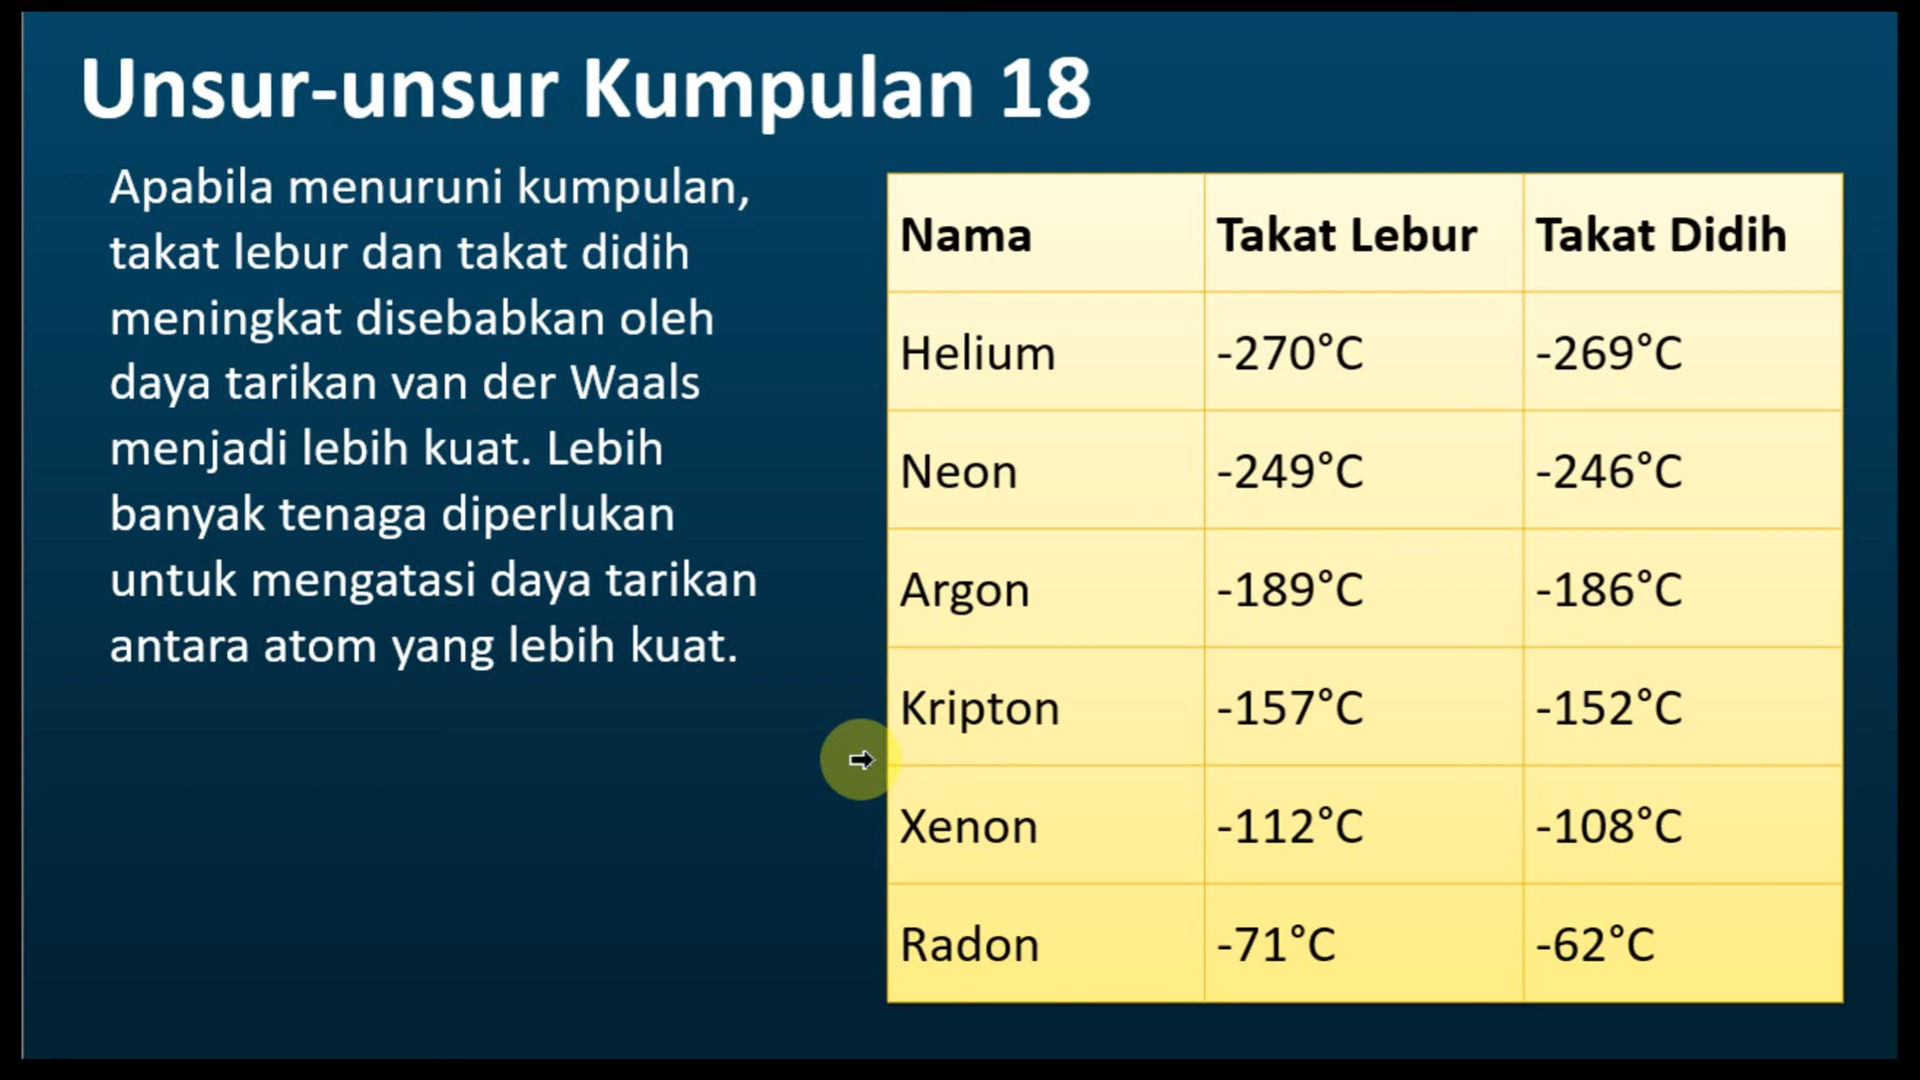 Unsur-unsur Kumpulan 18
Apabila menuruni kumpulan,
takat lebur dan takat didih
meningkat disebabkan oleh
daya tarikan van der Waals
menjadi lebih kuat. Lebih
banyak tenaga diperlukan
untuk mengatasi daya tarikan
antara atom yang lebih kuat.
Nama Takat Lebur Takat Didih
Helium -270°C -269°C
Neon -249°C -246°C
Argon -189°C -186°C
Kripton -157°C -152°C
Xenon -112°C -108°C
Radon -71°C -62°C